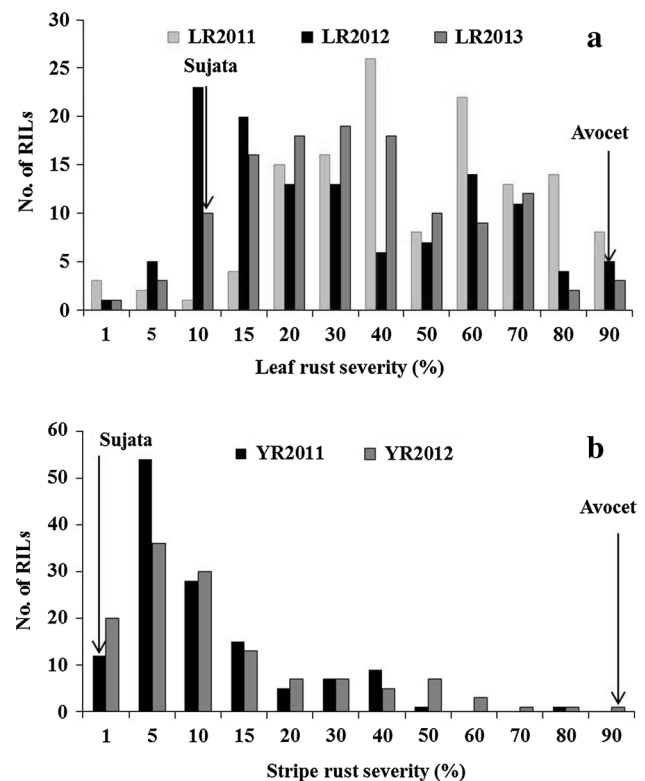 a
LR2011 LR2012 LR2013
Sujata
Avocet
No. of RILs
30
25
20
15
10
5
0
1 5 10 15 20 30 40 50 60 70 80 90
Leaf rust severity (%)
b
Sujata
YR2011 YR2012
Avocet
No. of RILs
60
50
40
30
20
10
0
1 5 10 15 20 30 40 50 60 70 80 90
Stripe rust severity (%)